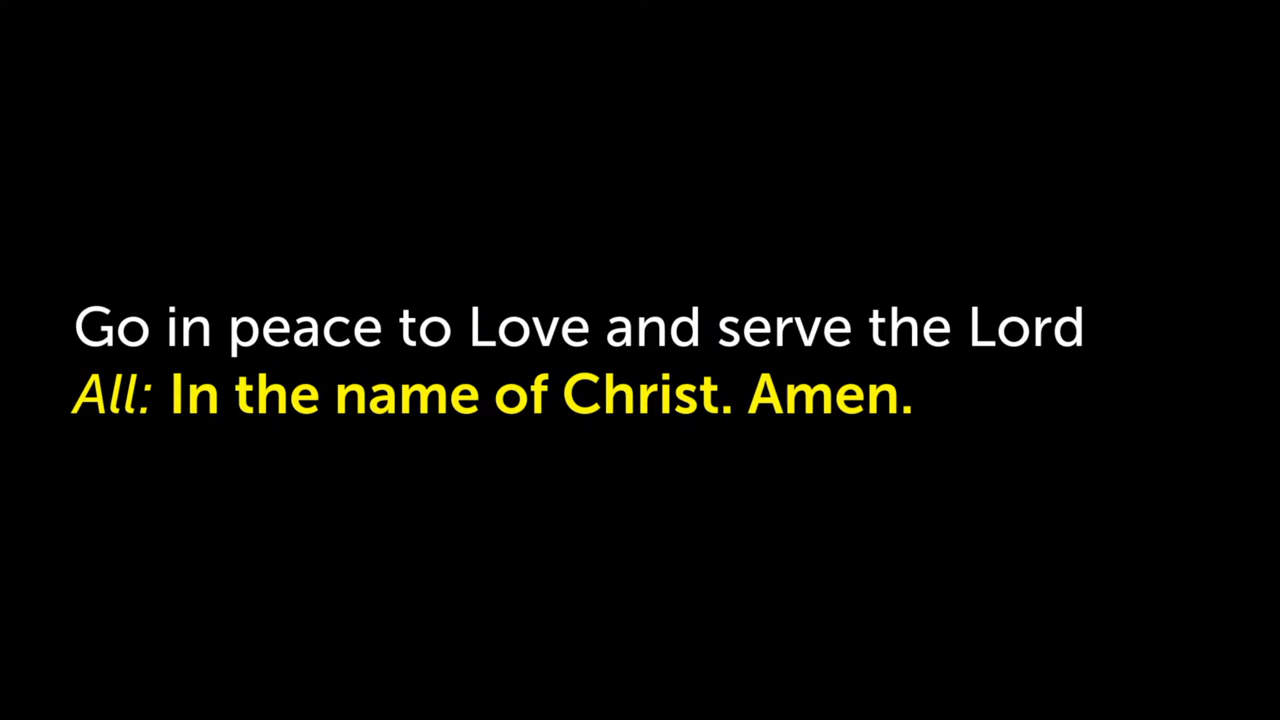 Go in peace to Love and serve the Lord
All: In the name of Christ. Amen.